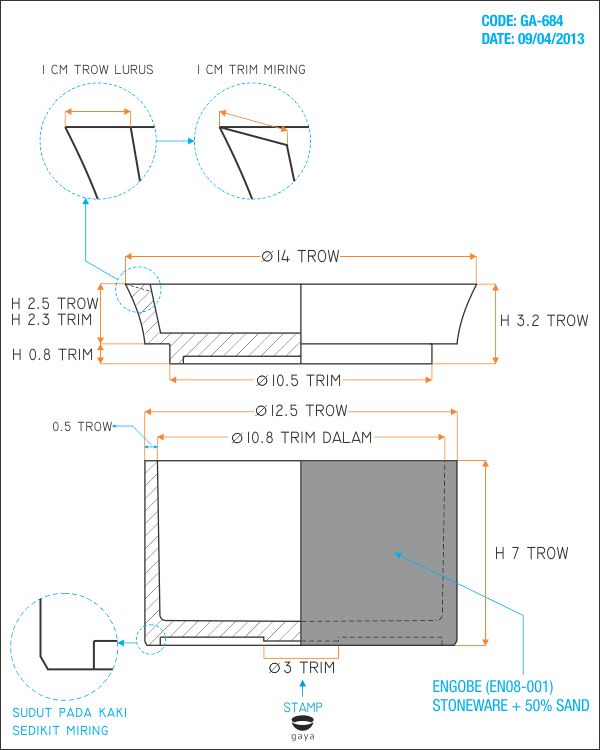 CODE: GA-684
DATE: 09/04/2013
1 CM TROW LURUS
1 CM TRIM MIRING
Ø14 TROW
H 2.5 TROW
H 2.3 TRIM
H 3.2 TROW
H 0.8 TRIM
Ø10.5 TRIM
Ø12.5 TROW
0.5 TROW
Ø10.8 TRIM DALAM
H 7 TROW
Ø3 TRIM
ENGOBE (EN08-001)
STONEWARE + 50% SAND
SUDUT PADA KAKI
SEDIKIT MIRING
STAMP
gaya